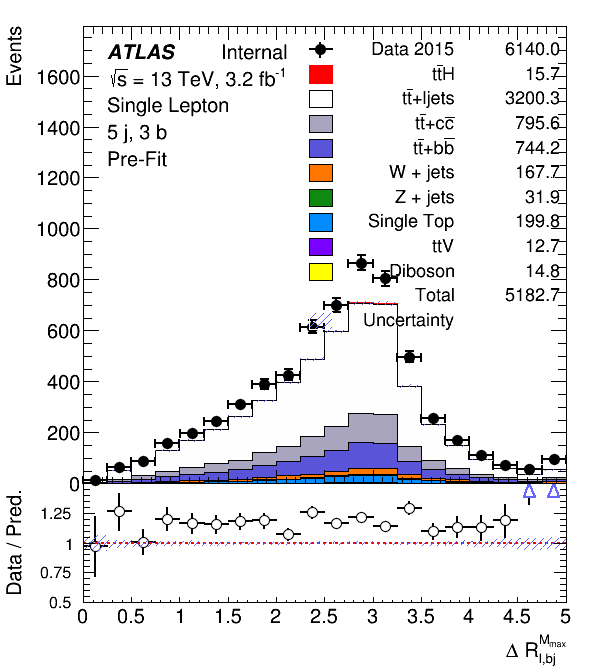 Events
1600
1400
1200
1000
800
600
400
200
0
ATLAS Internal
√s = 13 TeV, 3.2 fb⁻¹
Single Lepton
5 j, 3 b
Pre-Fit
Data 2015 6140.0
tt̄H 15.7
tt̄+ljets 3200.3
tt̄+cc̄ 795.6
tt̄+bb̄ 744.2
W + jets 167.7
Z + jets 31.9
Single Top 199.8
ttV 12.7
Diboson 14.8
Total 5182.7
Uncertainty
Data / Pred.
1.25
1
0.75
0.5
0 0.5 1 1.5 2 2.5 3 3.5 4 4.5 5
Δ R_{l,bj}^{M_{max}}